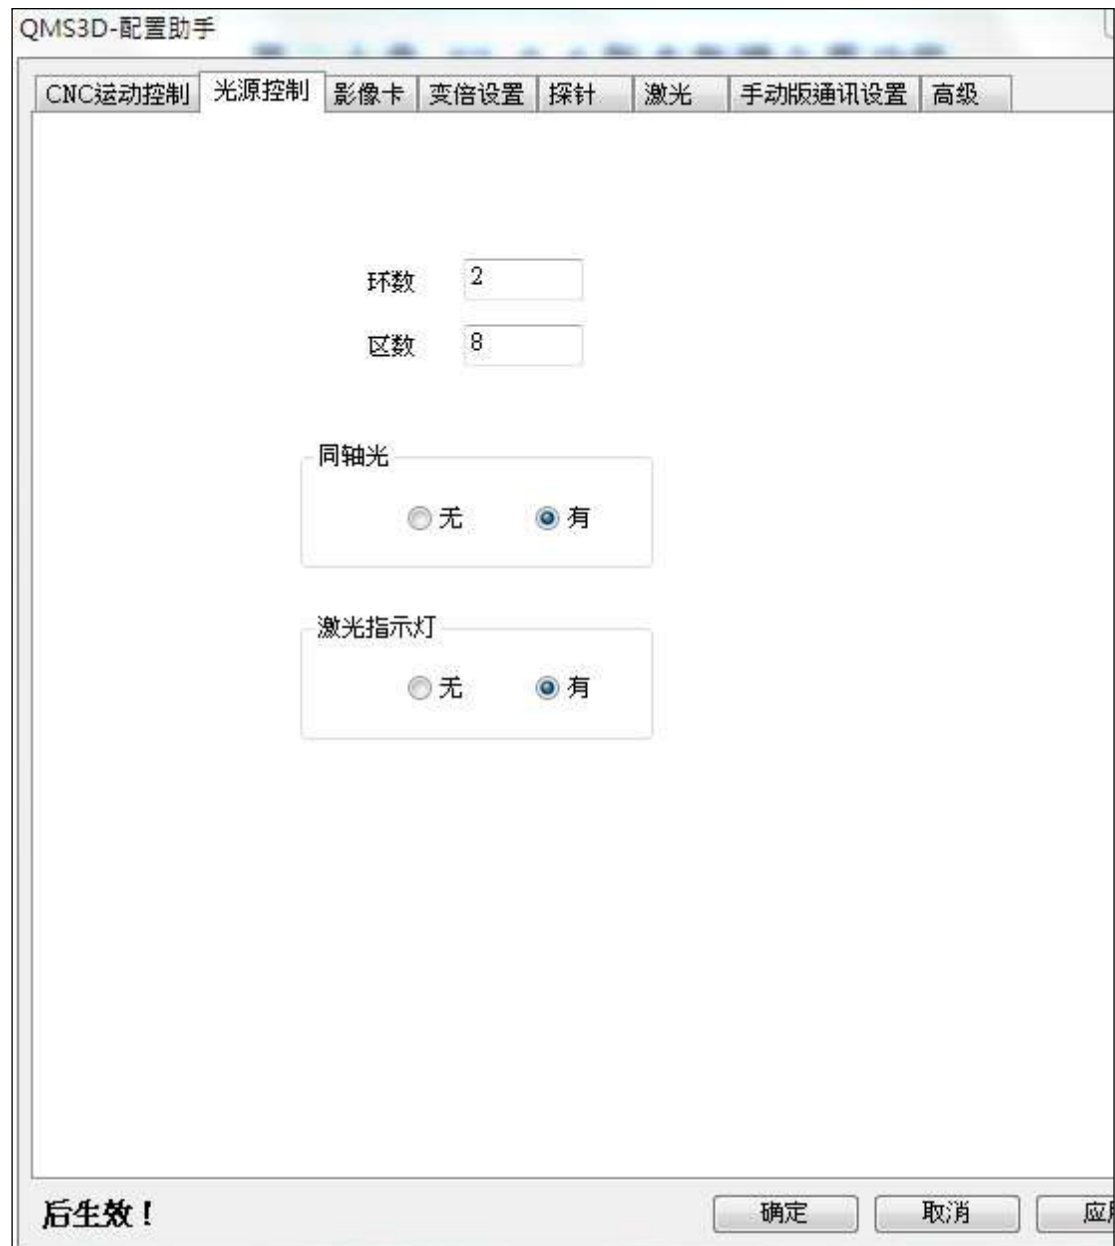 QMS3D-配置助手
CNC运动控制 光源控制 影像卡 变倍设置 探针 激光 手动版通讯设置 高级
环数 2
区数 8
同轴光
无 有
激光指示灯
无 有
后生效！ 确定 取消 应